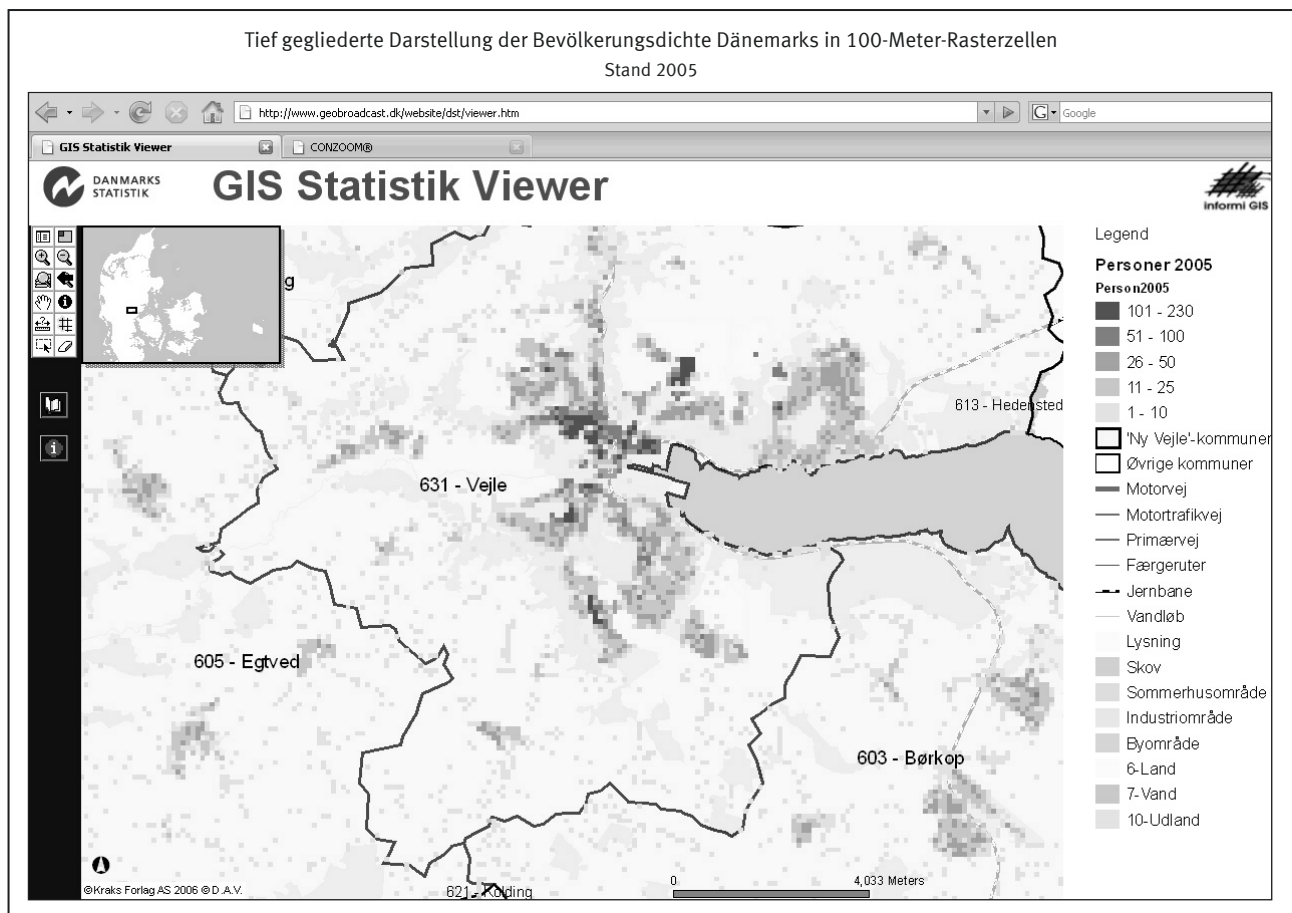 Tief gegliederte Darstellung der Bevölkerungsdichte Dänemarks in 100-Meter-Rasterzellen
Stand 2005
http://www.geobroadcast.dk/website/dst/viewer.htm
G Google
GIS Statistik Viewer
CONZOOM®
DANMARKS
STATISTIK
GIS Statistik Viewer
informi GIS
g
613 - Hedensted
631 - Vejle
605 - Egtved
603 - Børkop
621 - Kolding
©Kraks Forlag AS 2006 © D.A.V.
0
4,033 Meters
Legend
Personer 2005
Person2005
101 - 230
51 - 100
26 - 50
11 - 25
1 - 10
'Ny Vejle'-kommuner
Øvrige kommuner
Motorvej
Motortrafikvej
Primærvej
Færgeruter
Jernbane
Vandløb
Lysning
Skov
Sommerhusområde
Industriområde
Byområde
6-Land
7-Vand
10-Udland